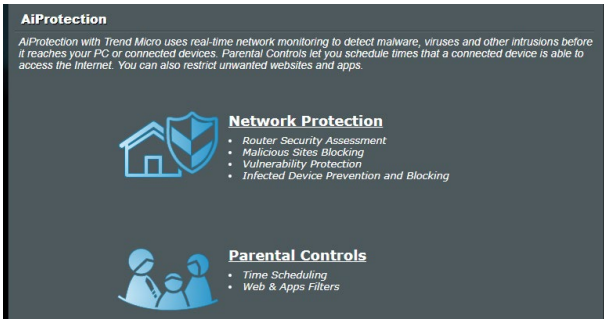 AiProtection
AiProtection with Trend Micro uses real-time network monitoring to detect malware, viruses and other intrusions before
it reaches your PC or connected devices. Parental Controls let you schedule times that a connected device is able to
access the Internet. You can also restrict unwanted websites and apps.
Network Protection
• Router Security Assessment
• Malicious Sites Blocking
• Vulnerability Protection
• Infected Device Prevention and Blocking
Parental Controls
• Time Scheduling
• Web & Apps Filters